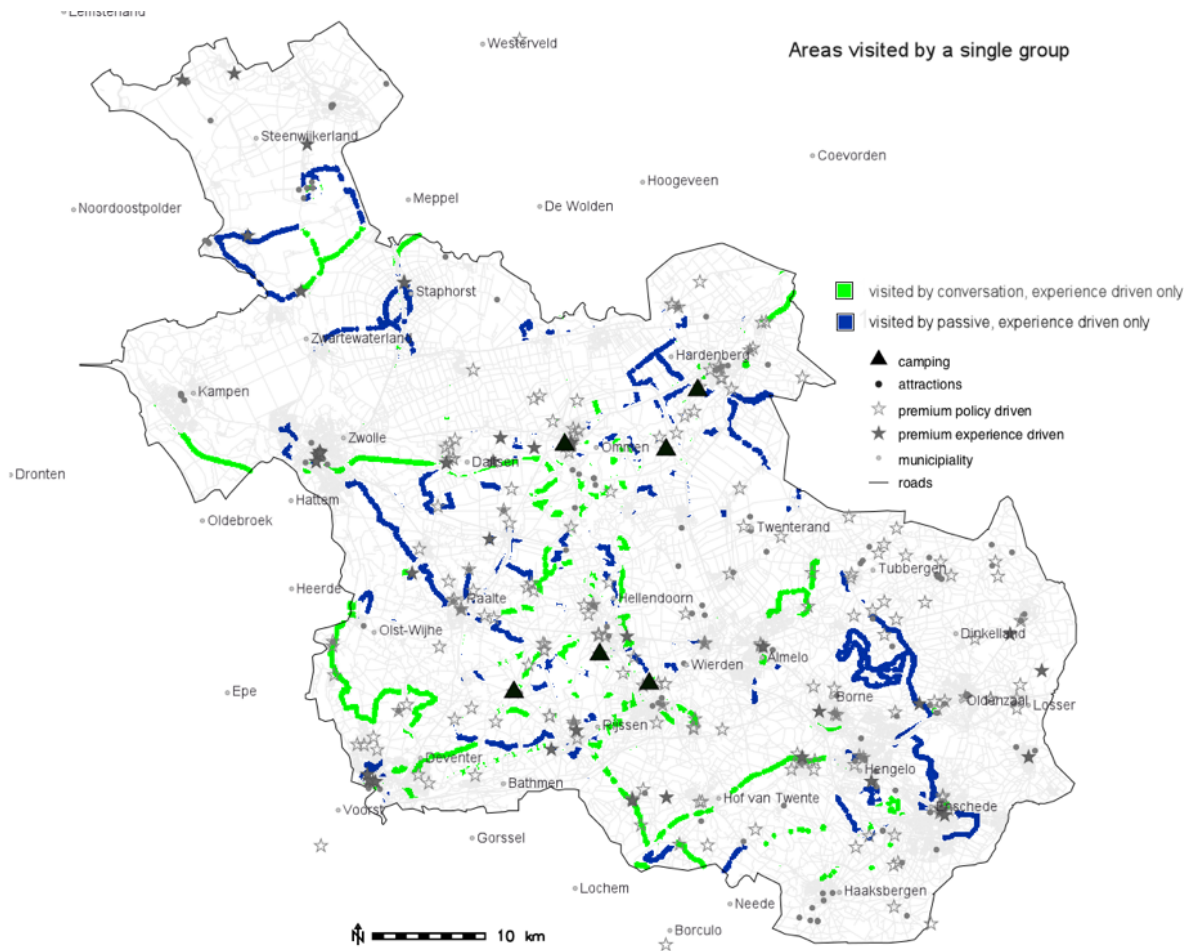 Lemsterland
Westerveld
Areas visited by a single group
Steenwijkerland
Coevorden
Hoogeveen
Meppel
De Wolden
Noordoostpolder
Staphorst
visited by conversation, experience driven only
visited by passive, experience driven only
Zwartewaterland
Hardenberg
camping
attractions
Kampen
premium policy driven
premium experience driven
Zwolle
Ommen
municipiality
Dalfsen
Dronten
roads
Hattem
Oldebroek
Twenterand
Tubbergen
Heerde
Raalte
Hellendoorn
Olst-Wijhe
Dinkelland
Almelo
Wierden
Epe
Borne
Oldenzaal
Losser
Rijssen
Deventer
Hengelo
Bathmen
Hof van Twente
Voorst
Enschede
Gorssel
Lochem
Haaksbergen
Neede
Borculo
N
10 km